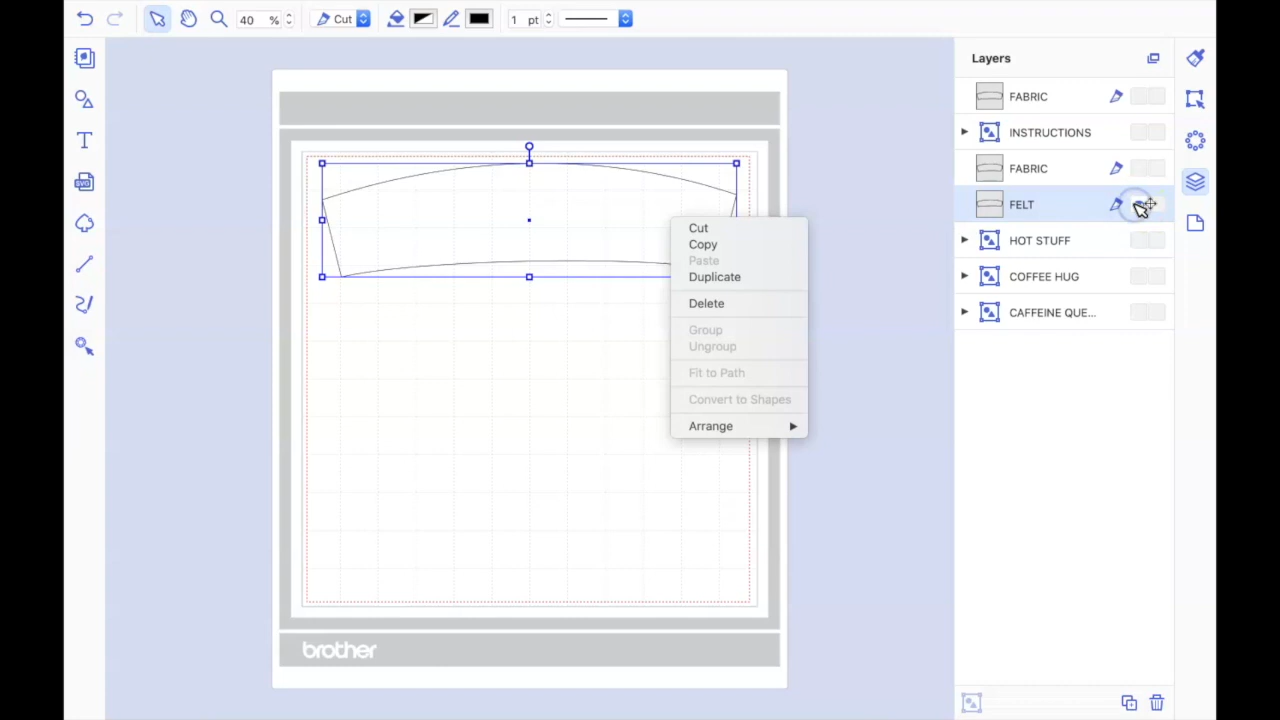 40 %
Cut
1 pt
Layers
FABRIC
INSTRUCTIONS
FABRIC
FELT
HOT STUFF
COFFEE HUG
CAFFEINE QUE...
T
SVG
Cut
Copy
Paste
Duplicate
Delete
Group
Ungroup
Fit to Path
Convert to Shapes
Arrange
brother